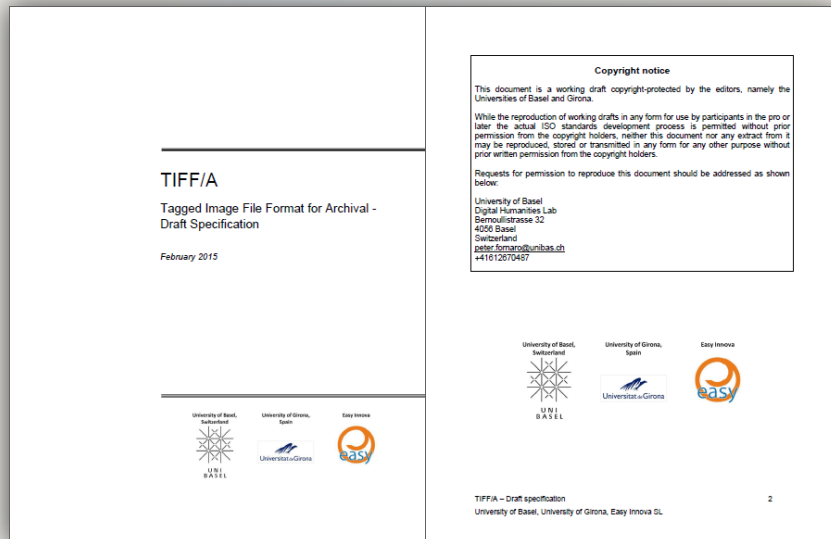 TIFF/A
Tagged Image File Format for Archival -
Draft Specification
February 2015
University of Basel,
Switzerland
University of Girona,
Spain
Easy Innova
UNI
BASEL
Universitat de Girona
easy
Copyright notice
This document is a working draft copyright-protected by the editors, namely the
Universities of Basel and Girona.
While the reproduction of working drafts in any form for use by participants in the pro or
later the actual ISO standards development process is permitted without prior
permission from the copyright holders, neither this document nor any extract from it
may be reproduced, stored or transmitted in any form for any other purpose without
prior written permission from the copyright holders.
Requests for permission to reproduce this document should be addressed as shown
below:
University of Basel
Digital Humanities Lab
Bernoullistrasse 32
4056 Basel
Switzerland
peter.fornaro@unibas.ch
+41612670487
University of Basel,
Switzerland
University of Girona,
Spain
Easy Innova
UNI
BASEL
Universitat de Girona
easy
TIFF/A – Draft specification 2
University of Basel, University of Girona, Easy Innova SL